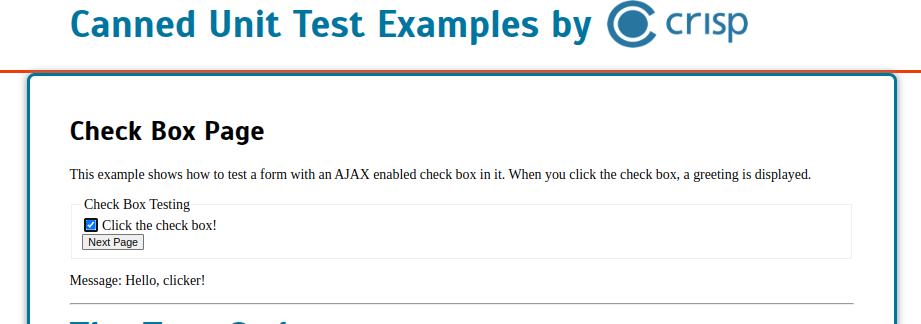 Canned Unit Test Examples by crisp
Check Box Page
This example shows how to test a form with an AJAX enabled check box in it. When you click the check box, a greeting is displayed.
Check Box Testing
Click the check box!
Next Page
Message: Hello, clicker!